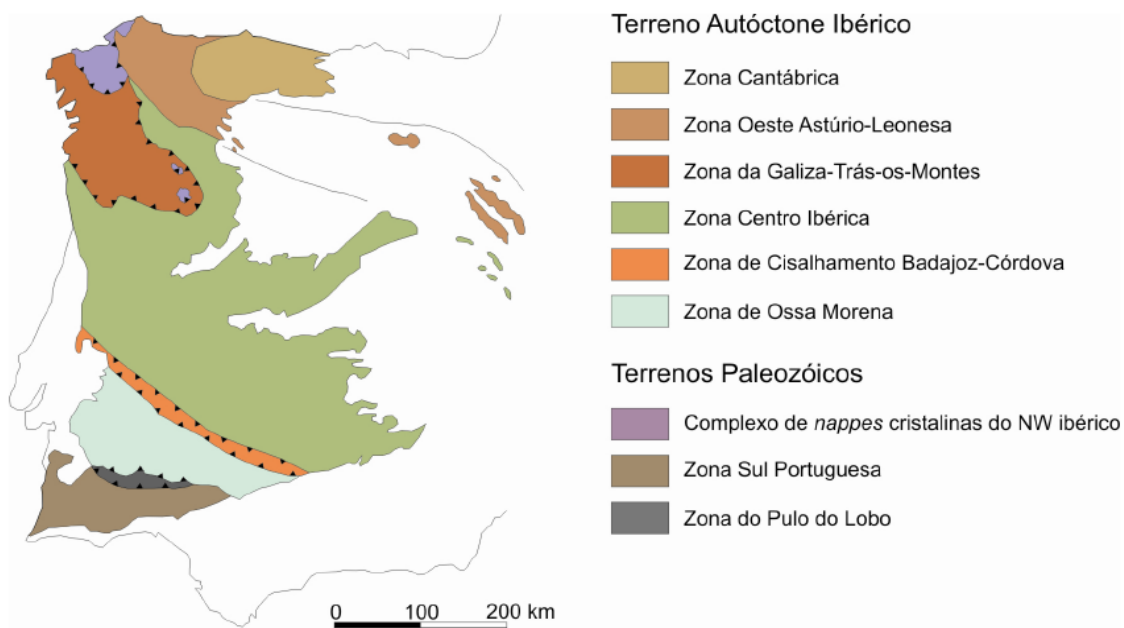 Terreno Autóctone Ibérico
Zona Cantábrica
Zona Oeste Astúrio-Leonesa
Zona da Galiza-Trás-os-Montes
Zona Centro Ibérica
Zona de Cisalhamento Badajoz-Córdova
Zona de Ossa Morena
Terrenos Paleozóicos
Complexo de nappes cristalinas do NW ibérico
Zona Sul Portuguesa
Zona do Pulo do Lobo
0 100 200 km